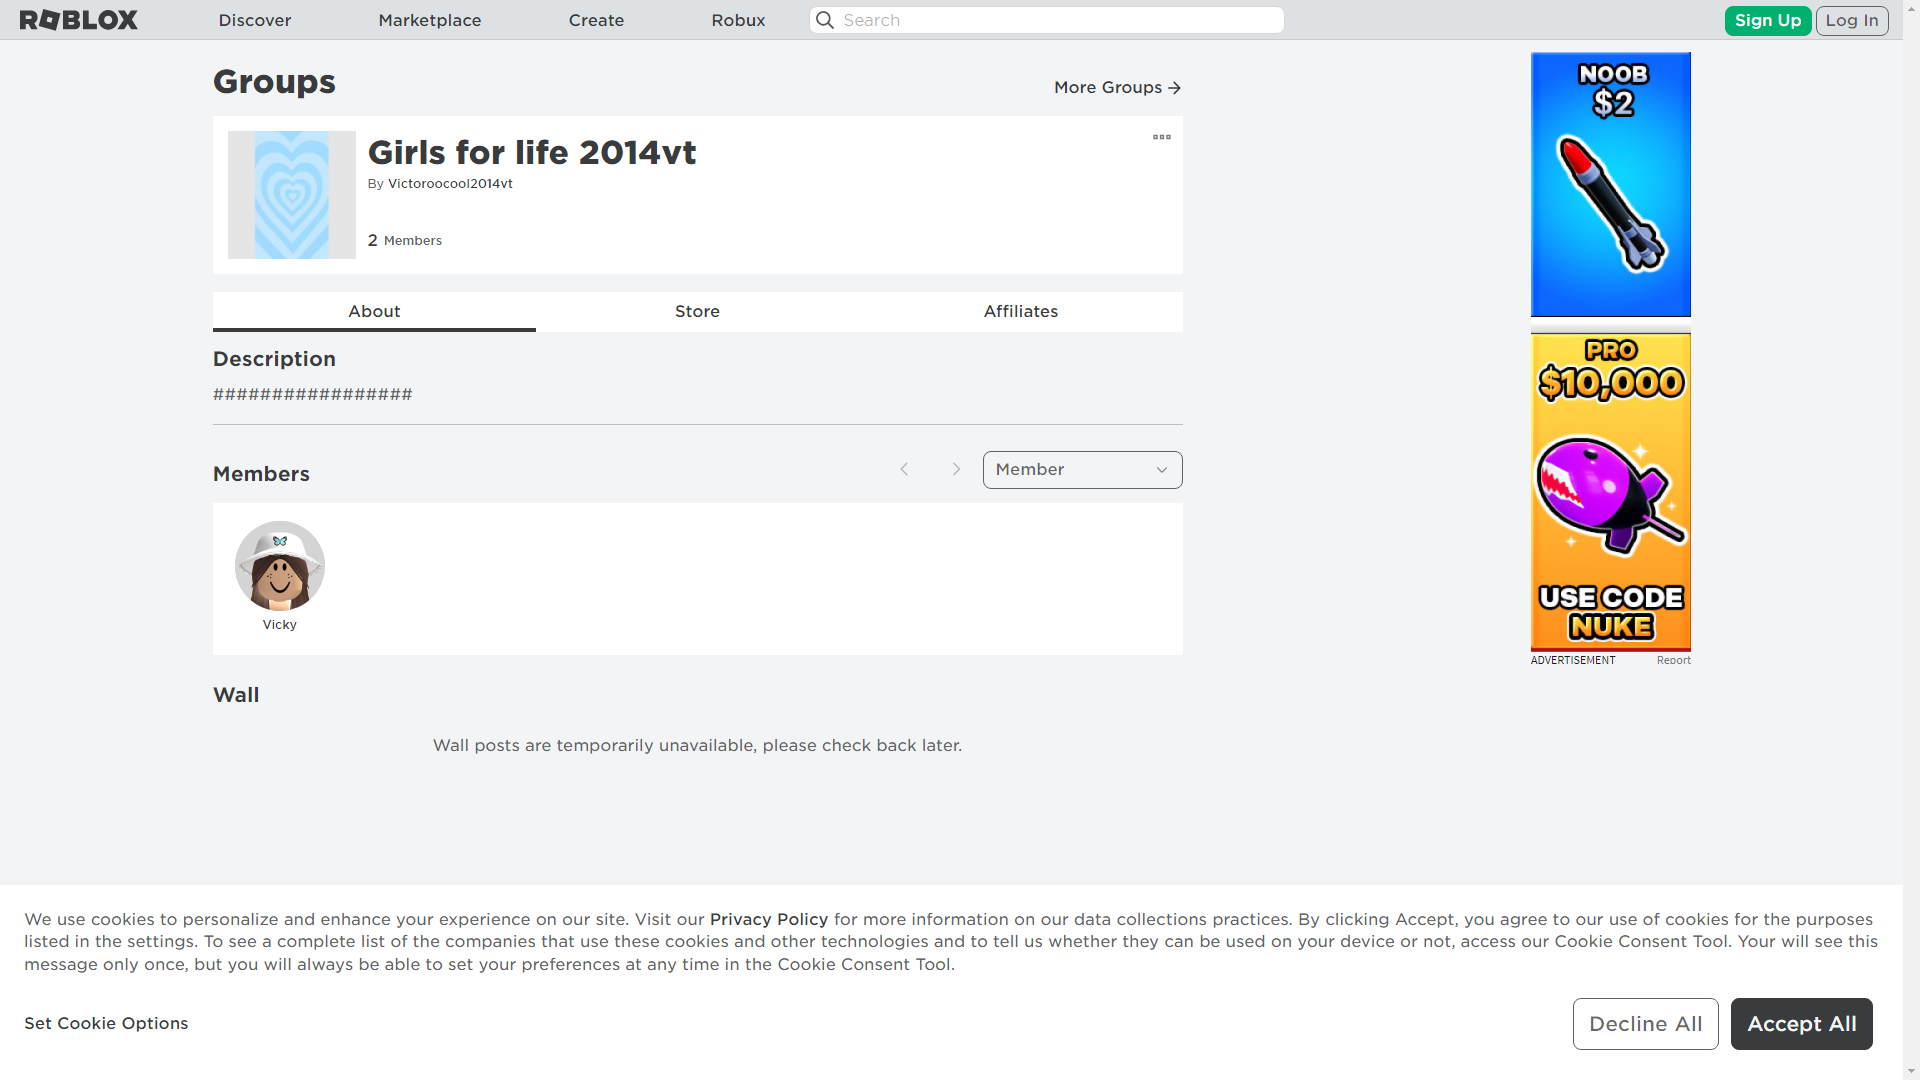 ROBLOX
Discover
Marketplace
Create
Robux
Search
Sign Up
Log In
Groups
More Groups
Girls for life 2014vt
By Victoroocool2014vt
2 Members
About
Store
Affiliates
Description
#################
Members
Member
Vicky
Wall
Wall posts are temporarily unavailable, please check back later.
NOOB
$2
PRO
$10,000
USE CODE
NUKE
ADVERTISEMENT
Report
We use cookies to personalize and enhance your experience on our site. Visit our Privacy Policy for more information on our data collections practices. By clicking Accept, you agree to our use of cookies for the purposes
listed in the settings. To see a complete list of the companies that use these cookies and other technologies and to tell us whether they can be used on your device or not, access our Cookie Consent Tool. Your will see this
message only once, but you will always be able to set your preferences at any time in the Cookie Consent Tool.
Set Cookie Options
Decline All
Accept All